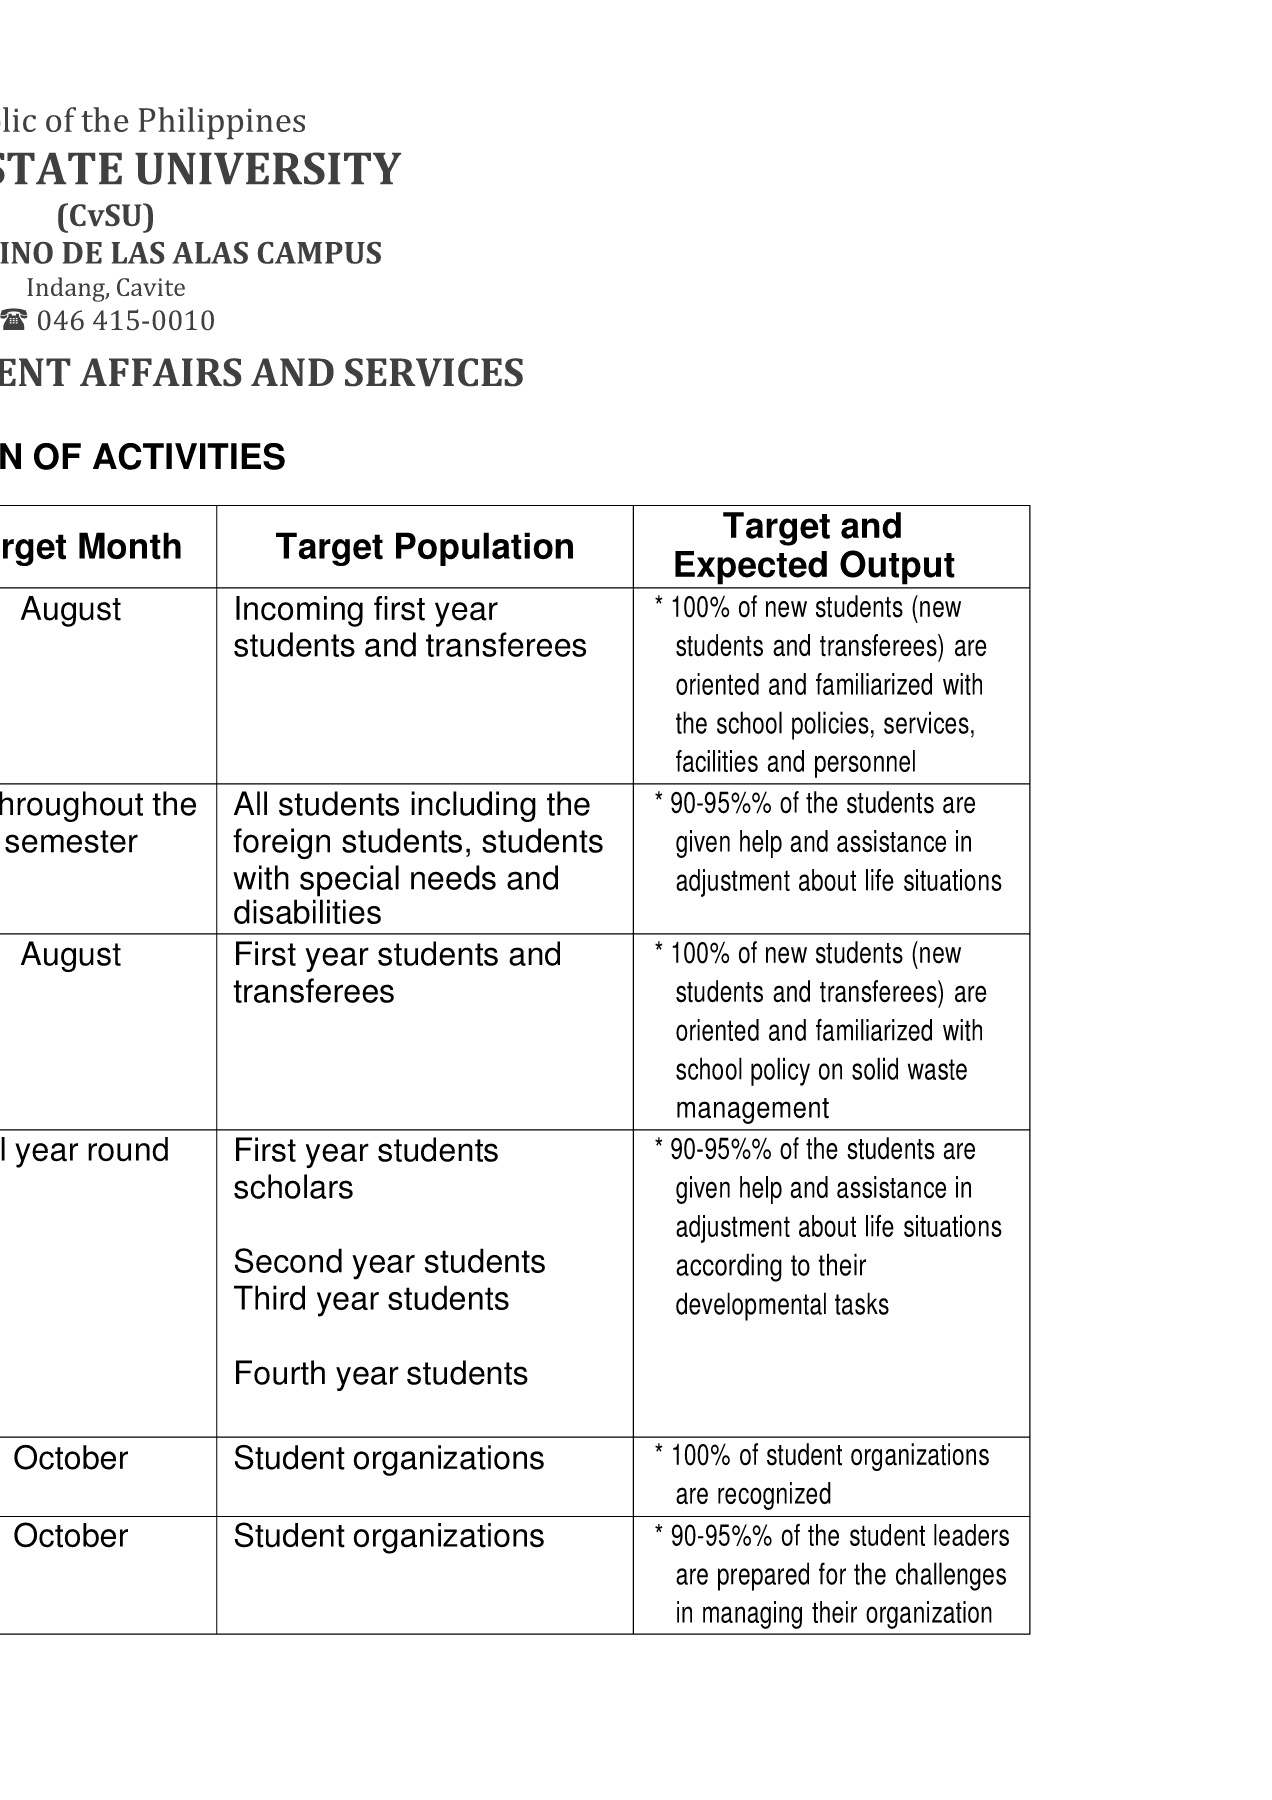 lic of the Philippines
STATE UNIVERSITY
(CvSU)
INO DE LAS ALAS CAMPUS
Indang, Cavite
☎ 046 415-0010
ENT AFFAIRS AND SERVICES
N OF ACTIVITIES
rget Month
Target Population
Target and
Expected Output
August
Incoming first year
students and transferees
* 100% of new students (new
students and transferees) are
oriented and familiarized with
the school policies, services,
facilities and personnel
hroughout the
semester
All students including the
foreign students, students
with special needs and
disabilities
* 90-95%% of the students are
given help and assistance in
adjustment about life situations
August
First year students and
transferees
* 100% of new students (new
students and transferees) are
oriented and familiarized with
school policy on solid waste
management
l year round
First year students
scholars
Second year students
Third year students
Fourth year students
* 90-95%% of the students are
given help and assistance in
adjustment about life situations
according to their
developmental tasks
October
Student organizations
* 100% of student organizations
are recognized
October
Student organizations
* 90-95%% of the student leaders
are prepared for the challenges
in managing their organization